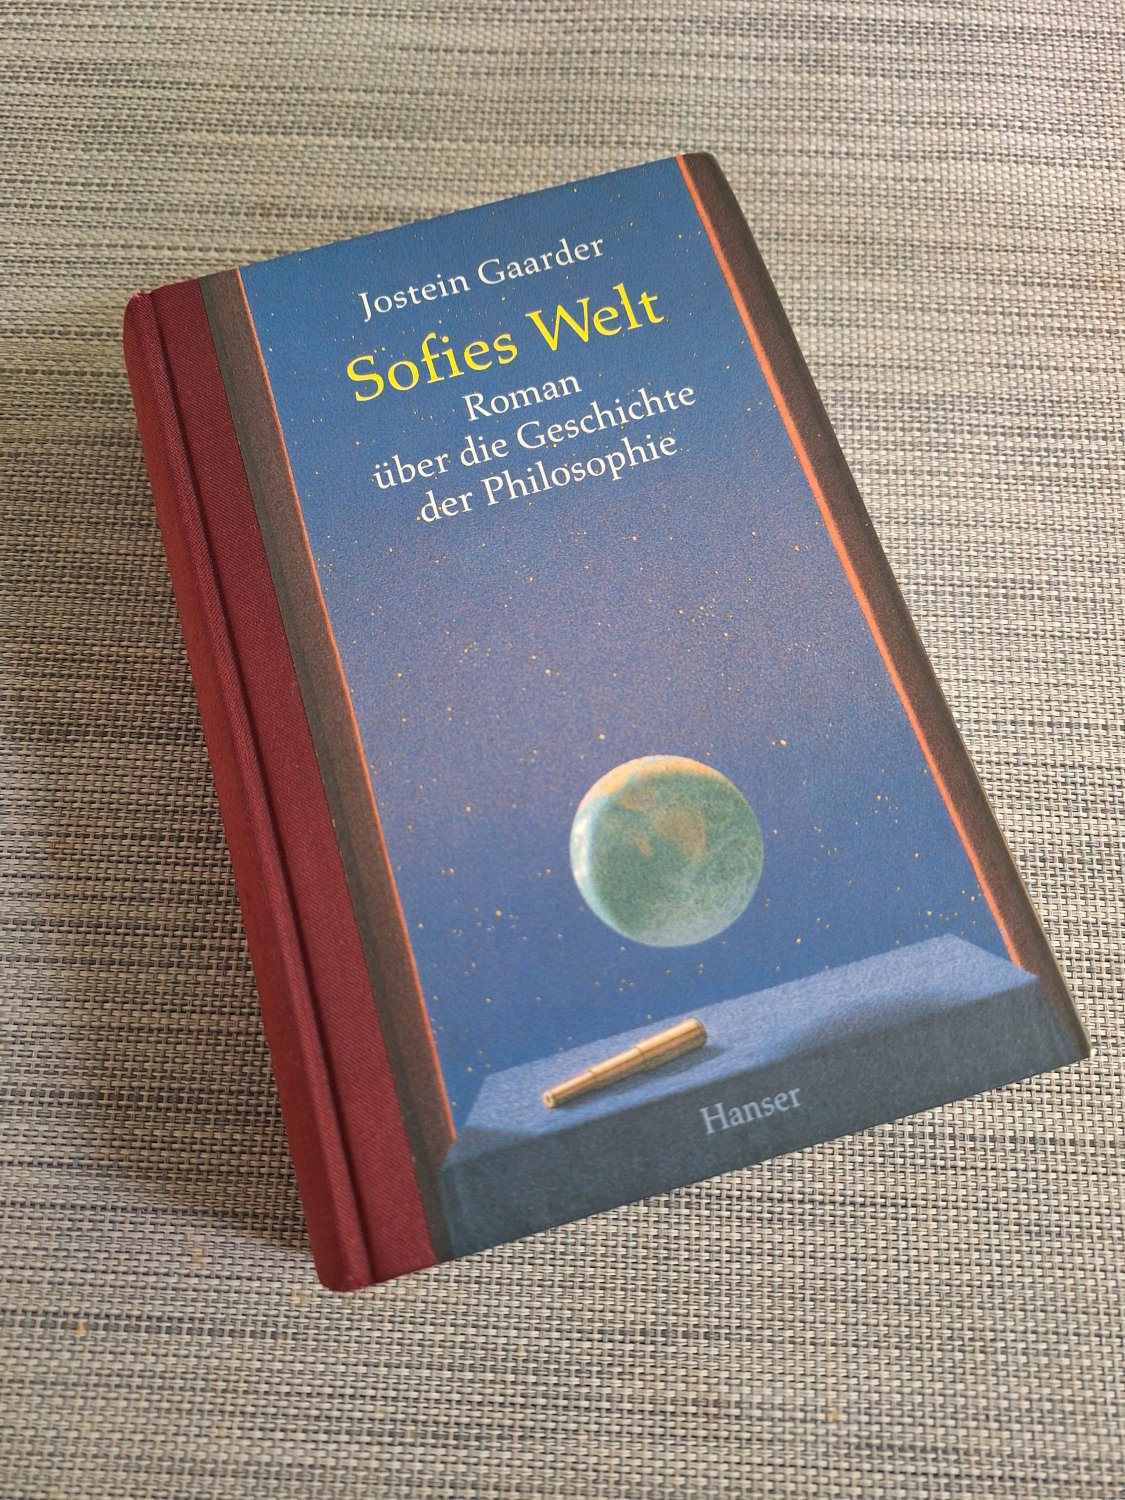 Jostein Gaarder
Sofies Welt
Roman
über die Geschichte
der Philosophie
Hanser